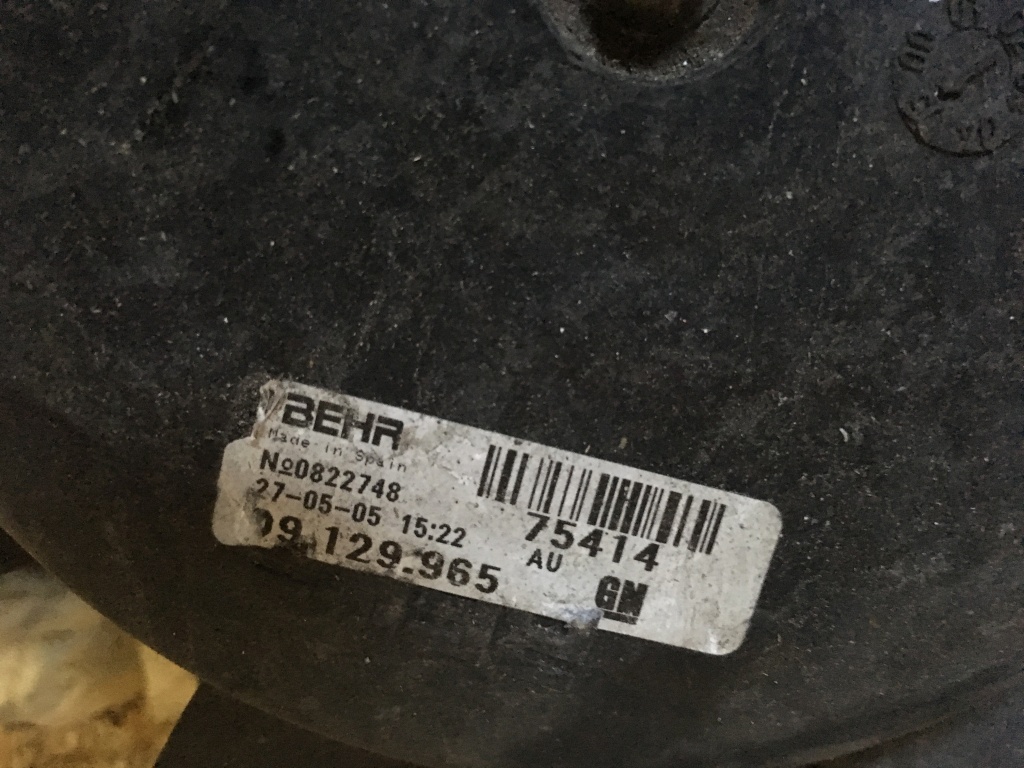 BEHR
Made in Spain
№0822748
27-05-05 15:22
09.129.965
75414
AU
GM